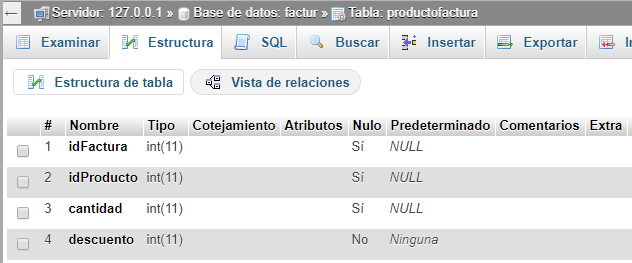 ← Servidor: 127.0.0.1 » Base de datos: factur » Tabla: productofactura
Examinar Estructura SQL Buscar Insertar Exportar
Estructura de tabla Vista de relaciones
# Nombre Tipo Cotejamiento Atributos Nulo Predeterminado Comentarios Extra
1 idFactura int(11) Sí NULL
2 idProducto int(11) Sí NULL
3 cantidad int(11) Sí NULL
4 descuento int(11) No Ninguna